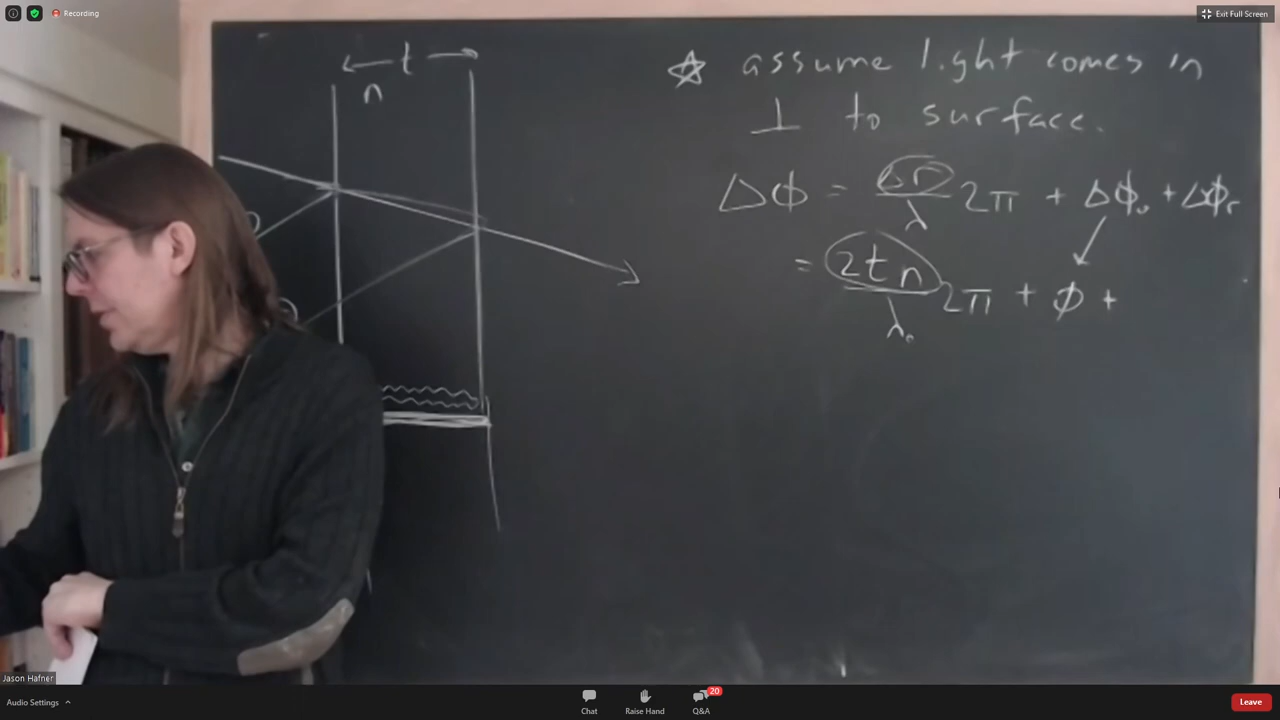 Recording
Exit Full Screen
← t →
n
☆ assume light comes in
⊥ to surface.
Δφ = Δr/λ 2π + Δφ₀ + Δφr
= 2tn/λ₀ 2π + ϕ +
Jason Hafner
Audio Settings
Chat
Raise Hand
20
Q&A
Leave